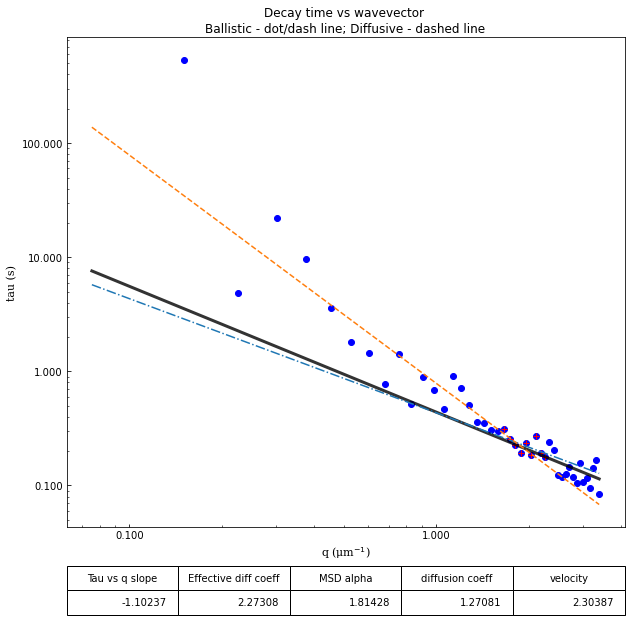 Decay time vs wavevector
Ballistic - dot/dash line; Diffusive - dashed line
100.000
10.000
1.000
0.100
tau (s)
0.100 1.000
q (μm⁻¹)
Tau vs q slope Effective diff coeff MSD alpha diffusion coeff velocity
-1.10237 2.27308 1.81428 1.27081 2.30387